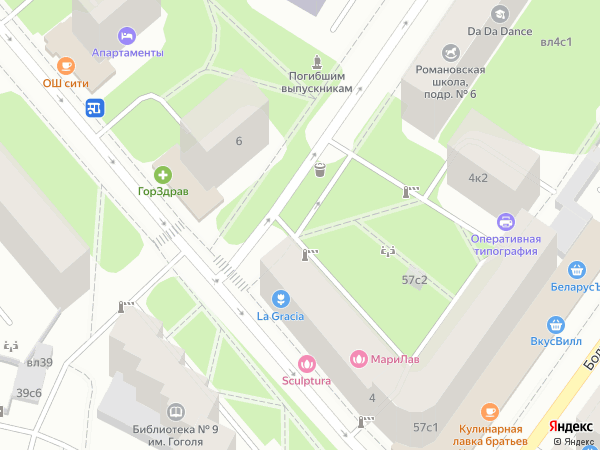 Апартаменты
ОШ сити
Погибшим
выпускникам
Da Da Dance
вл4с1
Романовская
школа,
подр. № 6
6
ГорЗдрав
4к2
Оперативная
типография
57с2
La Gracia
БеларусЪ
ВкусВилл
МариЛав
Sculptura
вл39
39с6
4
57с1
Библиотека № 9
им. Гоголя
Кулинарная
лавка братьев
Бол
Яндекс